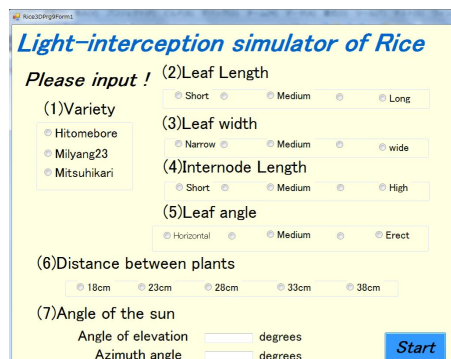 Rice3DPrg9Form1
Light-interception simulator of Rice
Please input !
(1)Variety
Hitomebore
Milyang23
Mitsuhikari
(2)Leaf Length
Short Medium Long
(3)Leaf width
Narrow Medium wide
(4)Internode Length
Short Medium High
(5)Leaf angle
Horizontal Medium Erect
(6)Distance between plants
18cm 23cm 28cm 33cm 38cm
(7)Angle of the sun
Angle of elevation degrees
Azimuth angle degrees
Start